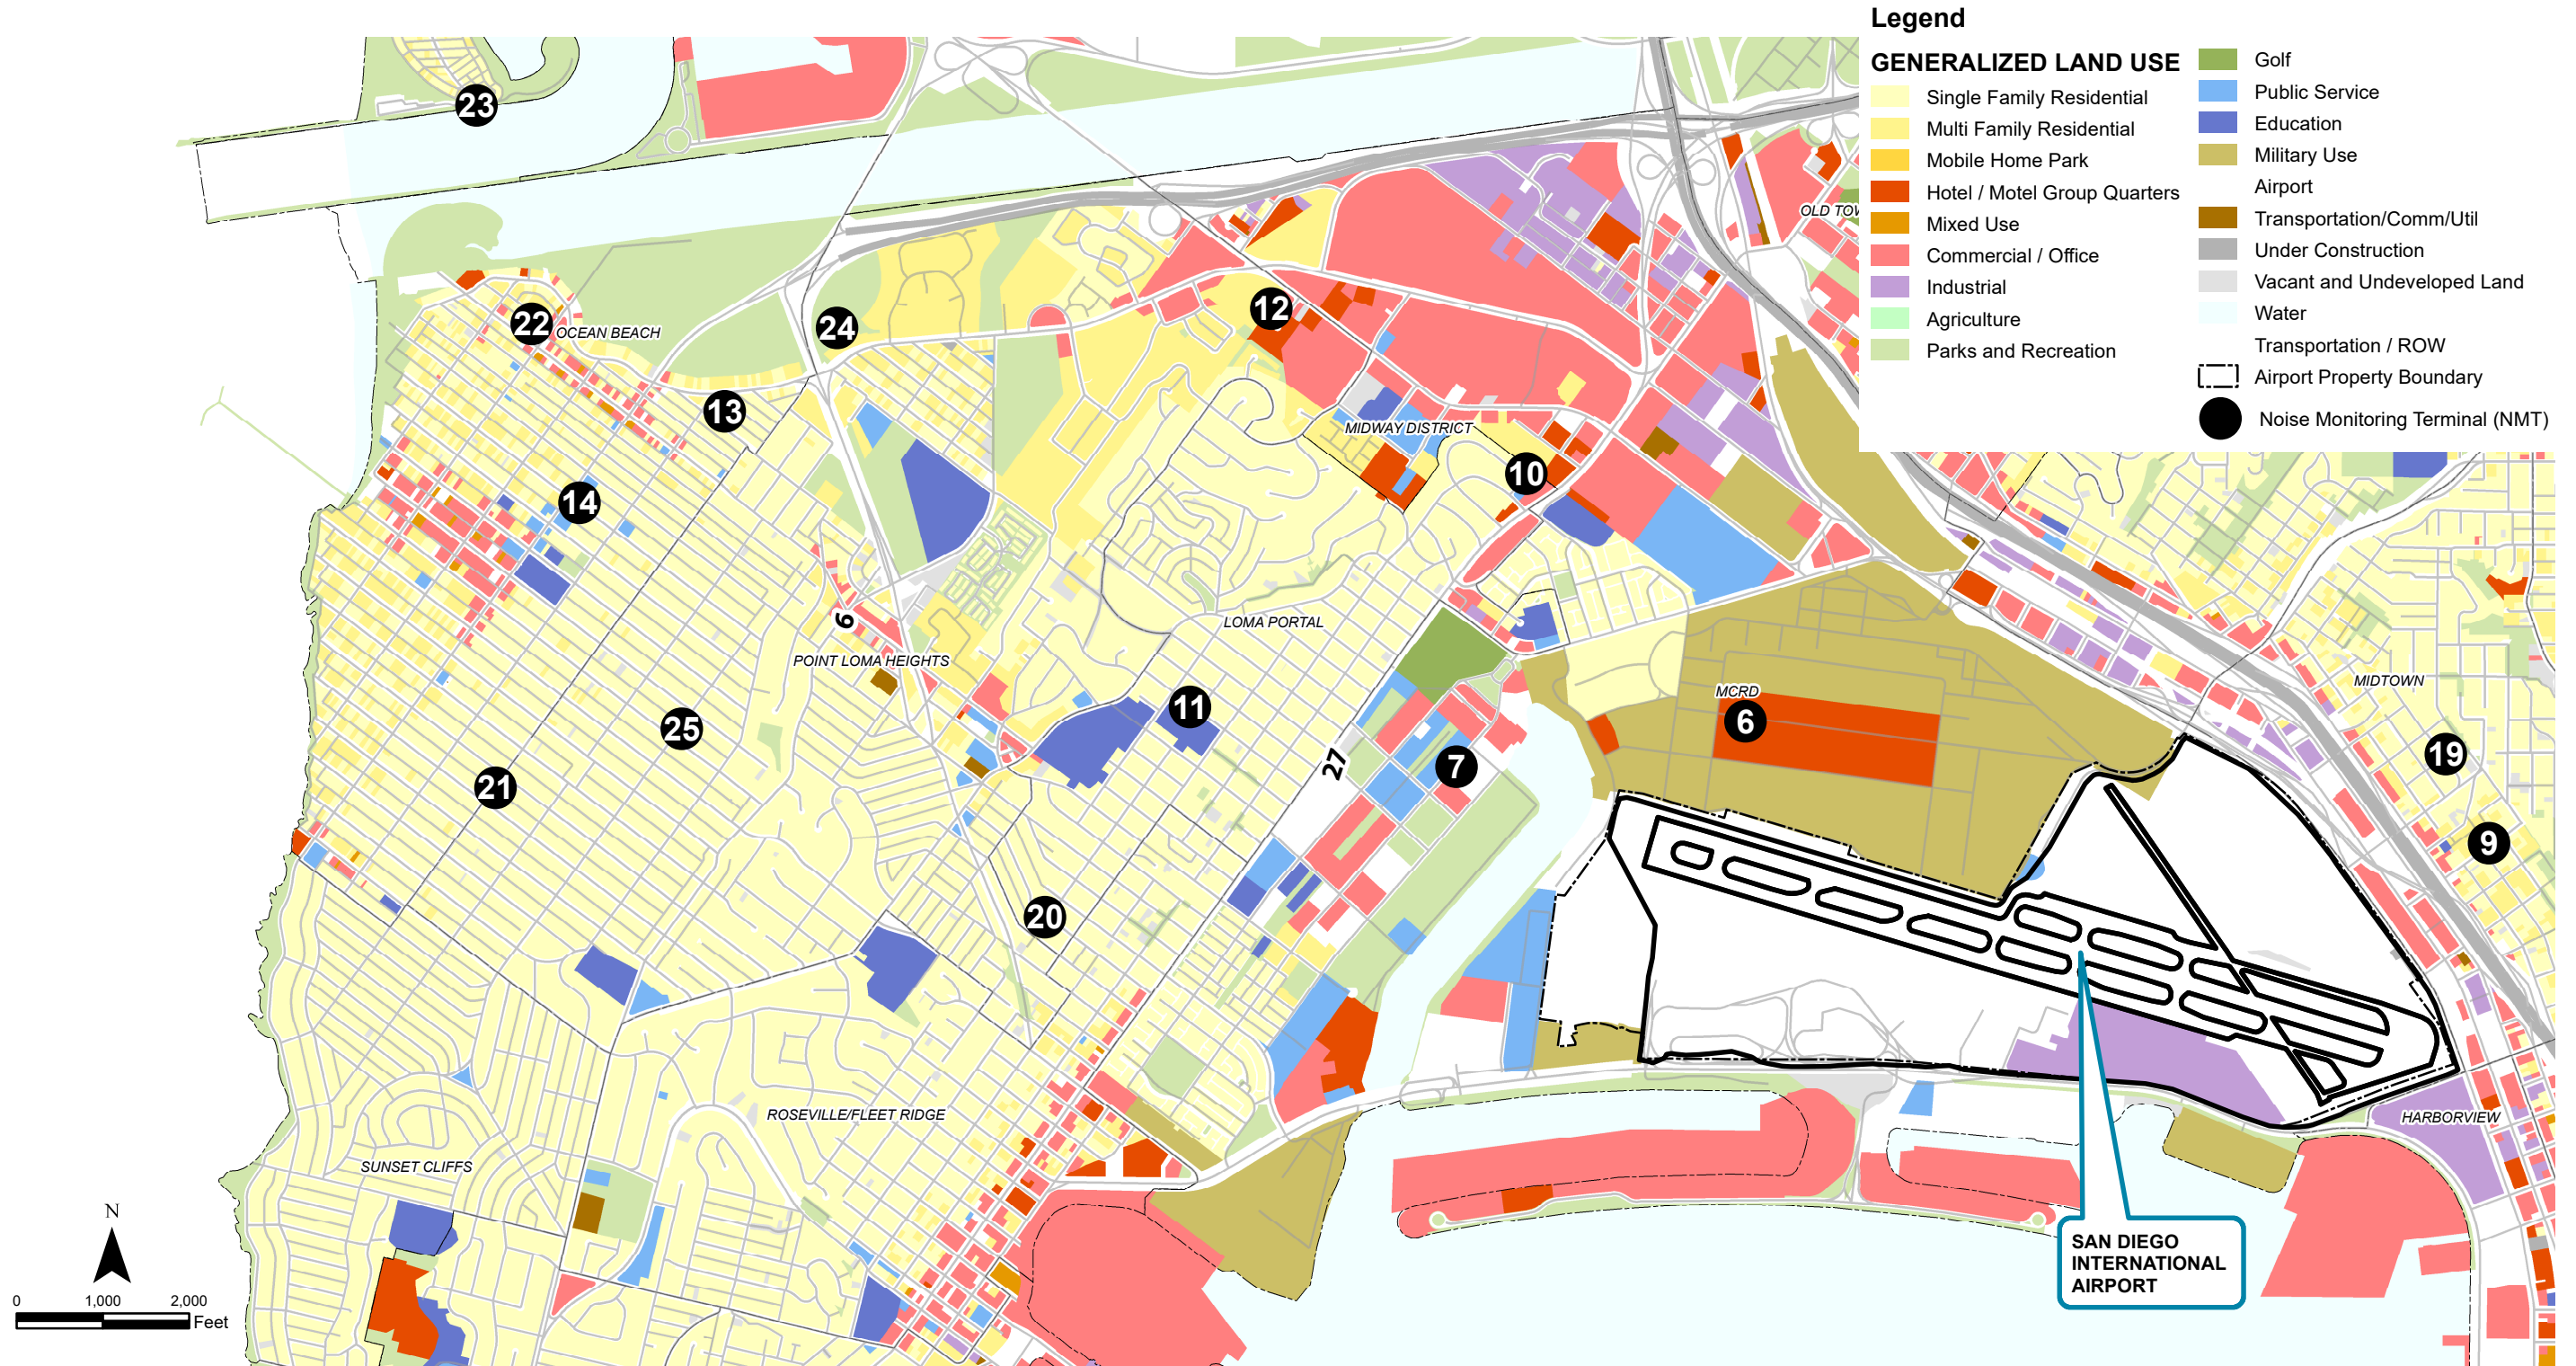 Legend
GENERALIZED LAND USE
Single Family Residential
Multi Family Residential
Mobile Home Park
Hotel / Motel Group Quarters
Mixed Use
Commercial / Office
Industrial
Agriculture
Parks and Recreation
Golf
Public Service
Education
Military Use
Airport
Transportation/Comm/Util
Under Construction
Vacant and Undeveloped Land
Water
Transportation / ROW
Airport Property Boundary
Noise Monitoring Terminal (NMT)
23
OLD TOW
22
OCEAN BEACH
24
12
13
MIDWAY DISTRICT
10
14
9
LOMA PORTAL
POINT LOMA HEIGHTS
MIDTOWN
MCRD
6
11
25
27
7
19
21
9
20
ROSEVILLE/FLEET RIDGE
HARBORVIEW
SUNSET CLIFFS
N
0 1,000 2,000
Feet
SAN DIEGO
INTERNATIONAL
AIRPORT